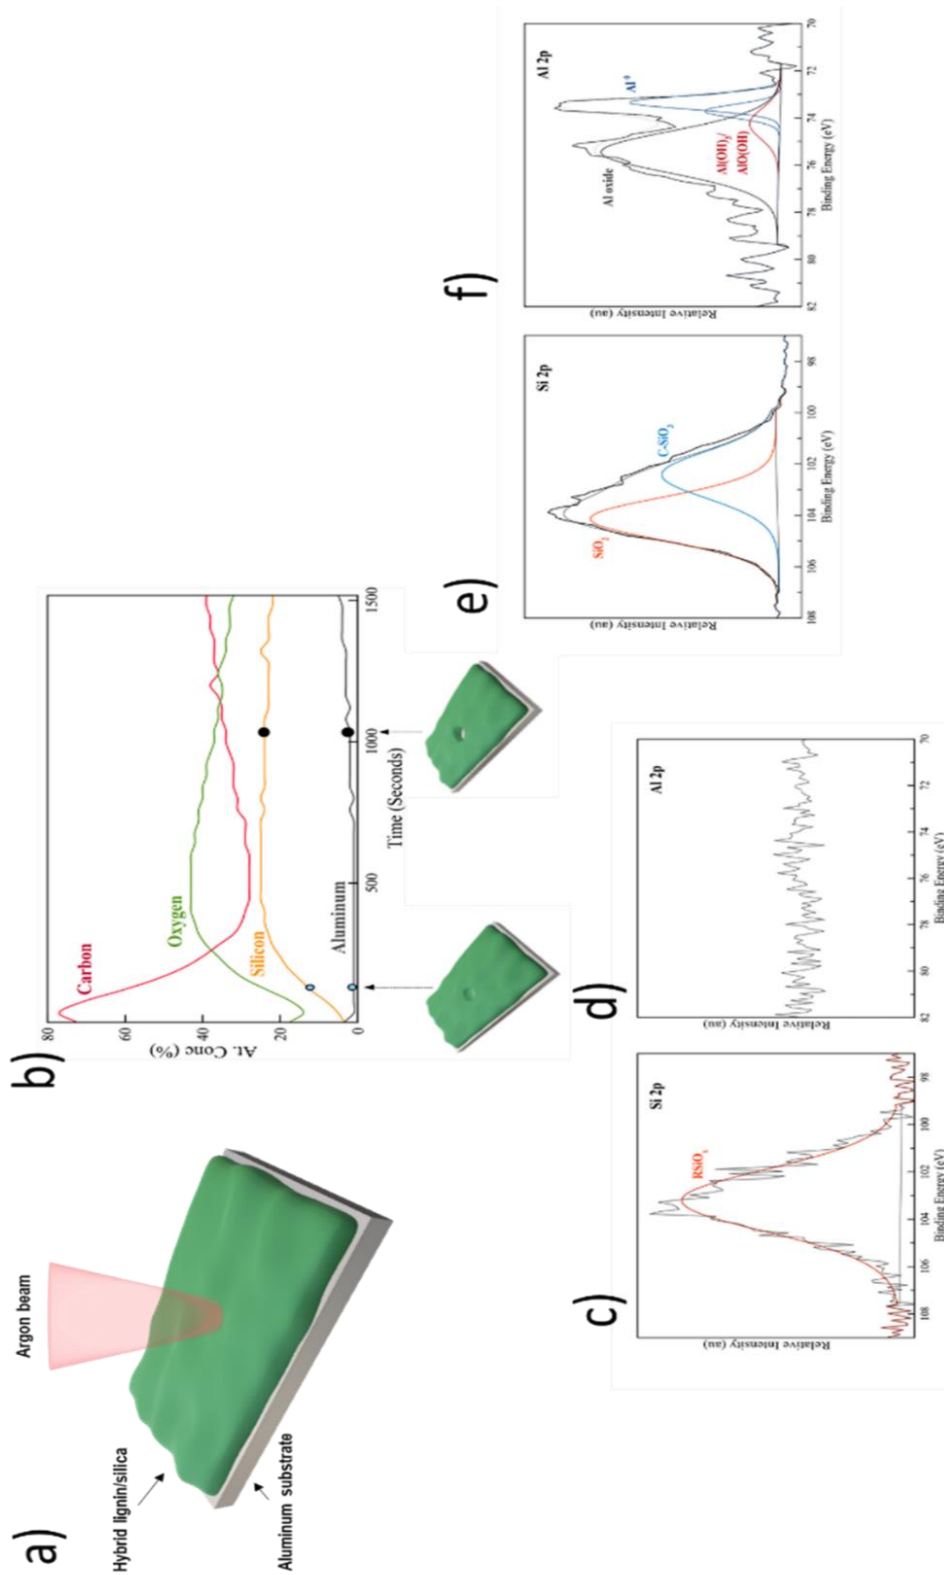 a)
Argon beam
Hybrid lignin/silica
Aluminum substrate
b)
At. Conc (%)
80
60
40
20
0
Carbon
Oxygen
Silicon
Aluminum
500
1000
1500
Time (Seconds)
c)
Relative Intensity (au)
Si 2p
RSiOx
108
106
104
102
100
98
Binding Energy (eV)
d)
Relative Intensity (au)
Al 2p
82
80
78
76
74
72
70
Binding Energy (eV)
e)
Relative Intensity (au)
Si 2p
SiO2
C-SiO2
108
106
104
102
100
98
Binding Energy (eV)
f)
Relative Intensity (au)
Al 2p
Al oxide
Al(OH)3/
AlO(OH)
Al0
82
80
78
76
74
72
70
Binding Energy (eV)